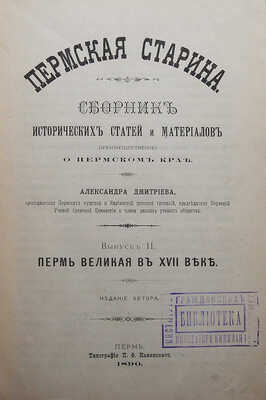 ПЕРМСКАЯ СТАРИНА.
СБОРНИКЪ
ИСТОРИЧЕСКИХЪ СТАТЕЙ и МАТЕРІАЛОВЪ
ПРЕИМУЩЕСТВЕННО
О ПЕРМСКОМЪ КРАѢ.
АЛЕКСАНДРА ДМИТРІЕВА,
Выпускъ II.
ПЕРМЬ ВЕЛИКАЯ ВЪ XVII ВѢКѢ.
ИЗДАНІЕ АВТОРА.
БИБЛІОТЕКА
ПЕРМЬ.
Типографія П. Ф. Каменскаго.
1890.